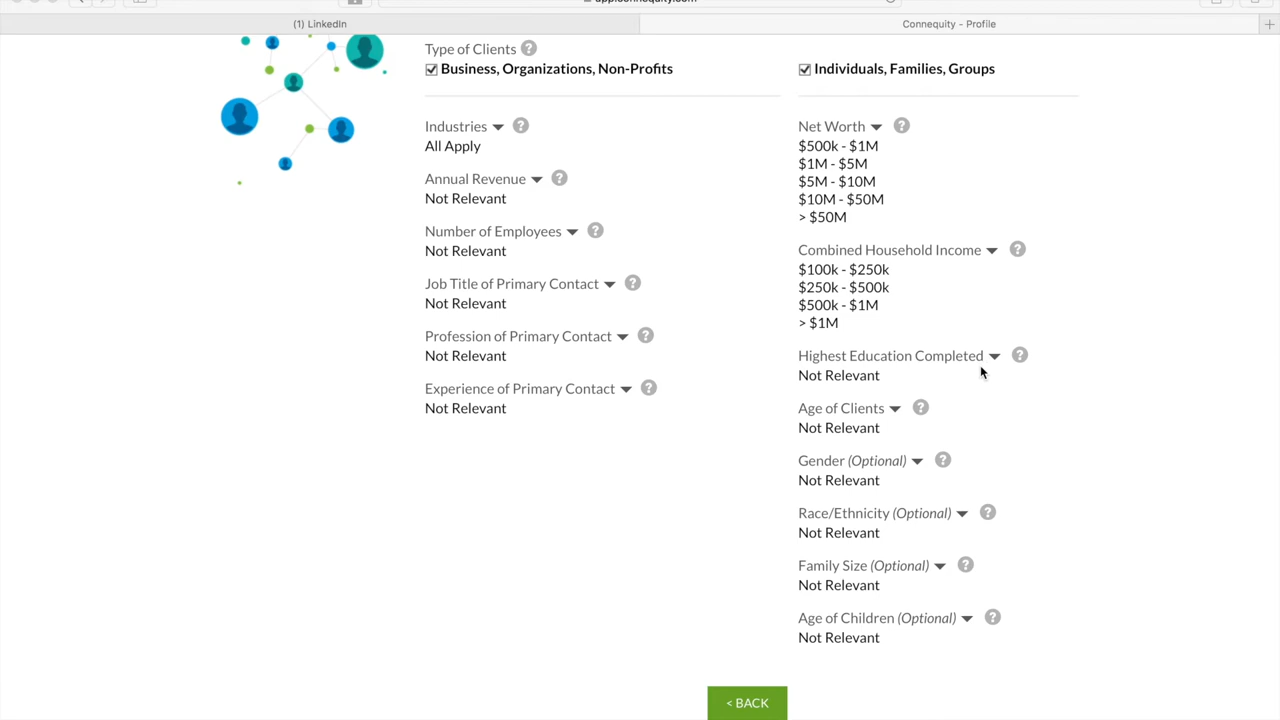 app.connequity.com
(1) LinkedIn
Connequity - Profile
Type of Clients ?
Business, Organizations, Non-Profits
Industries ?
All Apply
Annual Revenue ?
Not Relevant
Number of Employees ?
Not Relevant
Job Title of Primary Contact ?
Not Relevant
Profession of Primary Contact ?
Not Relevant
Experience of Primary Contact ?
Not Relevant
Individuals, Families, Groups
Net Worth ?
$500k - $1M
$1M - $5M
$5M - $10M
$10M - $50M
> $50M
Combined Household Income ?
$100k - $250k
$250k - $500k
$500k - $1M
> $1M
Highest Education Completed ?
Not Relevant
Age of Clients ?
Not Relevant
Gender (Optional) ?
Not Relevant
Race/Ethnicity (Optional) ?
Not Relevant
Family Size (Optional) ?
Not Relevant
Age of Children (Optional) ?
Not Relevant
< BACK